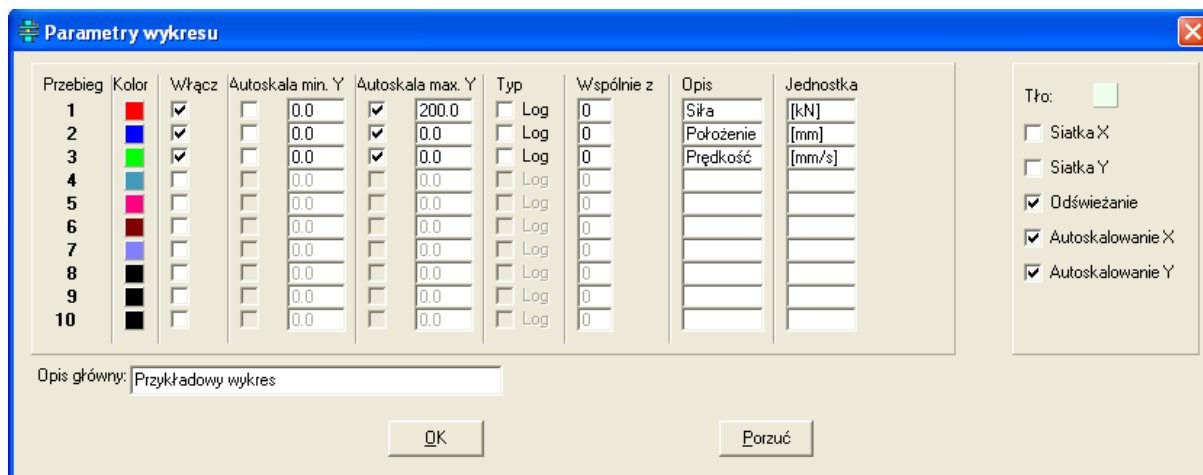 Parametry wykresu
Przebieg Kolor Włącz Autoskala min. Y Autoskala max. Y Typ Wspólnie z Opis Jednostka
1 0.0 200.0 Log 0 Siła [kN]
2 0.0 0.0 Log 0 Położenie [mm]
3 0.0 0.0 Log 0 Prędkość [mm/s]
4 0.0 0.0 Log 0
5 0.0 0.0 Log 0
6 0.0 0.0 Log 0
7 0.0 0.0 Log 0
8 0.0 0.0 Log 0
9 0.0 0.0 Log 0
10 0.0 0.0 Log 0
Tło:
Siatka X
Siatka Y
Odświeżanie
Autoskalowanie X
Autoskalowanie Y
Opis główny: Przykładowy wykres
OK Porzuć